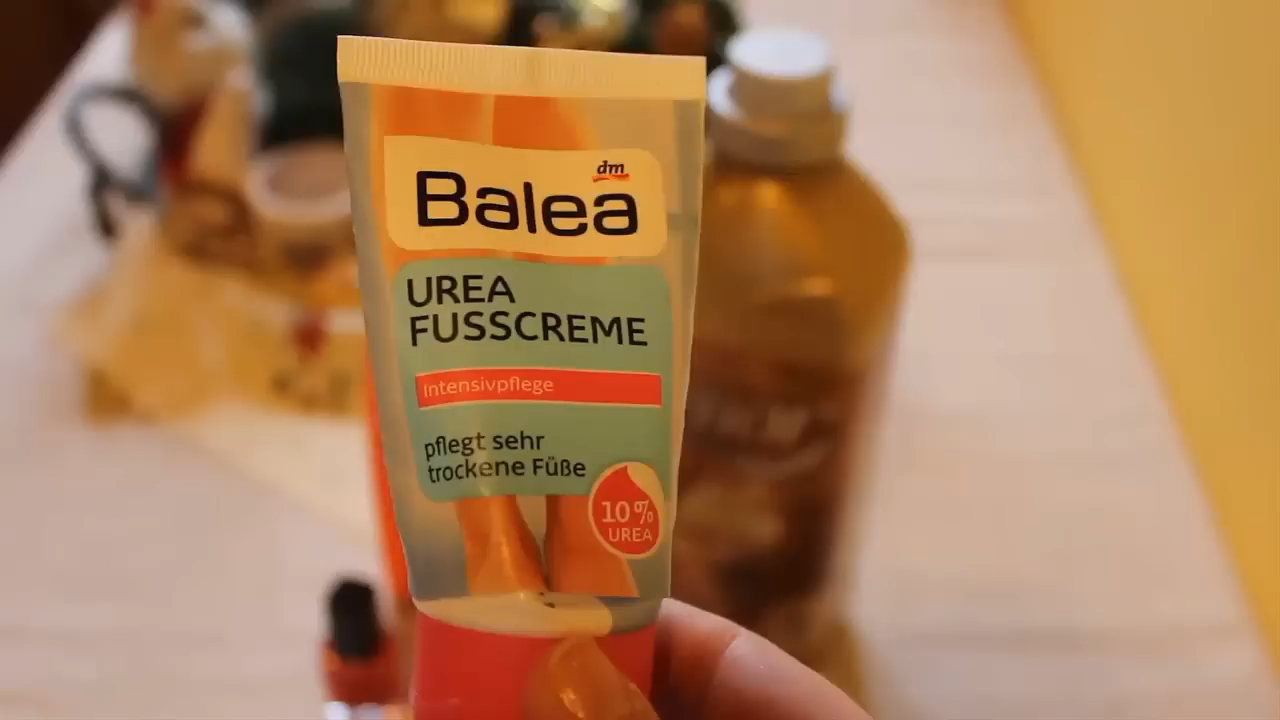 dm
Balea
UREA
FUSSCREME
Intensivpflege
pflegt sehr
trockene Füße
10%
UREA